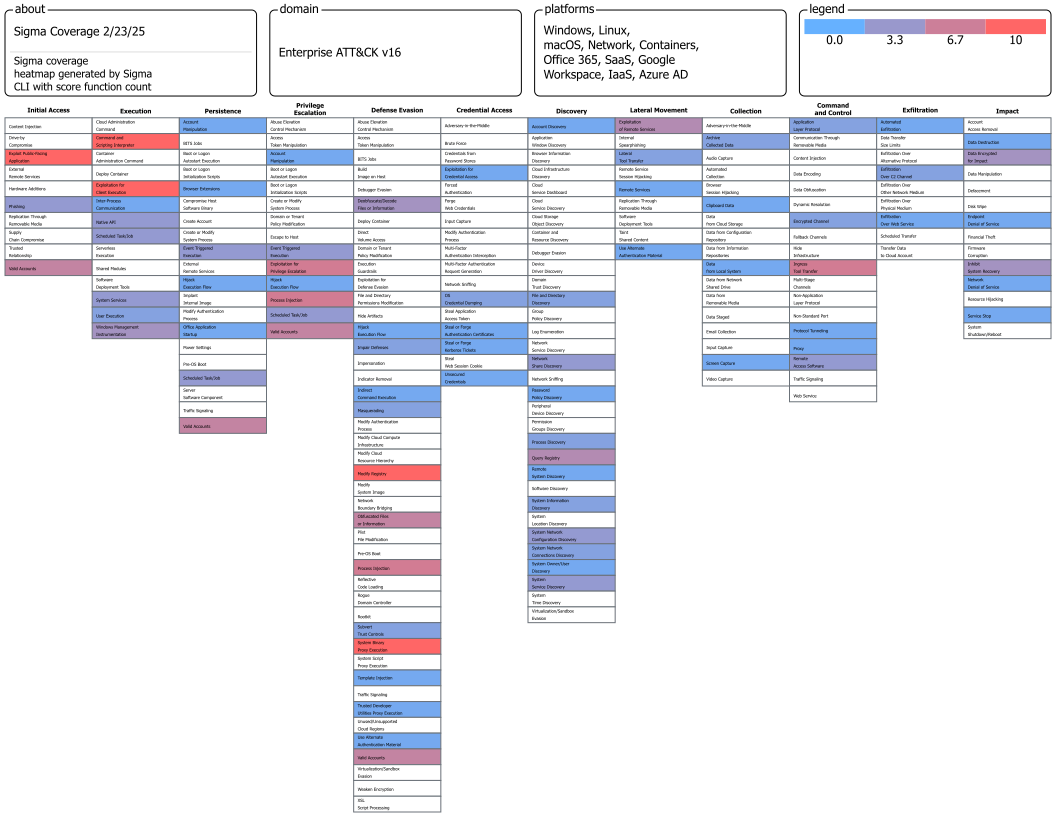 about
Sigma Coverage 2/23/25
Sigma coverage
heatmap generated by Sigma
CLI with score function count
domain
Enterprise ATT&CK v16
platforms
Windows, Linux,
macOS, Network, Containers,
Office 365, SaaS, Google
Workspace, IaaS, Azure AD
legend
0.0
3.3
6.7
10
Initial Access
Content Injection
Drive-by
Compromise
Exploit Public-Facing
Application
External
Remote Services
Hardware Additions
Phishing
Replication Through
Removable Media
Supply
Chain Compromise
Trusted
Relationship
Valid Accounts
Execution
Cloud Administration
Command
Command and
Scripting Interpreter
Container
Administration Command
Deploy Container
Exploitation for
Client Execution
Inter-Process
Communication
Native API
Scheduled Task/Job
Serverless
Execution
Shared Modules
Software
Deployment Tools
System Services
User Execution
Windows Management
Instrumentation
Persistence
Account
Manipulation
BITS Jobs
Boot or Logon
Autostart Execution
Boot or Logon
Initialization Scripts
Browser Extensions
Compromise Host
Software Binary
Create Account
Create or Modify
System Process
Event Triggered
Execution
External
Remote Services
Hijack
Execution Flow
Implant
Internal Image
Modify Authentication
Process
Office Application
Startup
Power Settings
Pre-OS Boot
Scheduled Task/Job
Server
Software Component
Traffic Signaling
Valid Accounts
Privilege
Escalation
Abuse Elevation
Control Mechanism
Access
Token Manipulation
Account
Manipulation
Boot or Logon
Autostart Execution
Boot or Logon
Initialization Scripts
Create or Modify
System Process
Domain or Tenant
Policy Modification
Escape to Host
Event Triggered
Execution
Exploitation for
Privilege Escalation
Hijack
Execution Flow
Process Injection
Scheduled Task/Job
Valid Accounts
Defense Evasion
Abuse Elevation
Control Mechanism
Access
Token Manipulation
BITS Jobs
Build
Image on Host
Debugger Evasion
Deobfuscate/Decode
Files or Information
Deploy Container
Direct
Volume Access
Domain or Tenant
Policy Modification
Execution
Guardrails
Exploitation for
Defense Evasion
File and Directory
Permissions Modification
Hide Artifacts
Hijack
Execution Flow
Impair Defenses
Impersonation
Indicator Removal
Indirect
Command Execution
Masquerading
Modify Authentication
Process
Modify Cloud Compute
Infrastructure
Modify Cloud
Resource Hierarchy
Modify Registry
Modify
System Image
Network
Boundary Bridging
Obfuscated Files
or Information
Plist
File Modification
Pre-OS Boot
Process Injection
Reflective
Code Loading
Rogue
Domain Controller
Rootkit
Subvert
Trust Controls
System Binary
Proxy Execution
System Script
Proxy Execution
Template Injection
Traffic Signaling
Trusted Developer
Utilities Proxy Execution
Unused/Unsupported
Cloud Regions
Use Alternate
Authentication Material
Valid Accounts
Virtualization/Sandbox
Evasion
Weaken Encryption
XSL
Script Processing
Credential Access
Adversary-in-the-Middle
Brute Force
Credentials from
Password Stores
Exploitation for
Credential Access
Forced
Authentication
Forge
Web Credentials
Input Capture
Modify Authentication
Process
Multi-Factor
Authentication Interception
Multi-Factor Authentication
Request Generation
Network Sniffing
OS
Credential Dumping
Steal Application
Access Token
Steal or Forge
Authentication Certificates
Steal or Forge
Kerberos Tickets
Steal
Web Session Cookie
Unsecured
Credentials
Discovery
Account Discovery
Application
Window Discovery
Browser Information
Discovery
Cloud Infrastructure
Discovery
Cloud
Service Dashboard
Cloud
Service Discovery
Cloud Storage
Object Discovery
Container and
Resource Discovery
Debugger Evasion
Device
Driver Discovery
Domain
Trust Discovery
File and Directory
Discovery
Group
Policy Discovery
Log Enumeration
Network
Service Discovery
Network
Share Discovery
Network Sniffing
Password
Policy Discovery
Peripheral
Device Discovery
Permission
Groups Discovery
Process Discovery
Query Registry
Remote
System Discovery
Software Discovery
System Information
Discovery
System
Location Discovery
System Network
Configuration Discovery
System Network
Connections Discovery
System Owner/User
Discovery
System
Service Discovery
System
Time Discovery
Virtualization/Sandbox
Evasion
Lateral Movement
Exploitation
of Remote Services
Internal
Spearphishing
Lateral
Tool Transfer
Remote Service
Session Hijacking
Remote Services
Replication Through
Removable Media
Software
Deployment Tools
Taint
Shared Content
Use Alternate
Authentication Material
Collection
Adversary-in-the-Middle
Archive
Collected Data
Audio Capture
Automated
Collection
Browser
Session Hijacking
Clipboard Data
Data
from Cloud Storage
Data from Configuration
Repository
Data from Information
Repositories
Data
from Local System
Data from Network
Shared Drive
Data from
Removable Media
Data Staged
Email Collection
Input Capture
Screen Capture
Video Capture
Command
and Control
Application
Layer Protocol
Communication Through
Removable Media
Content Injection
Data Encoding
Data Obfuscation
Dynamic Resolution
Encrypted Channel
Fallback Channels
Hide
Infrastructure
Ingress
Tool Transfer
Multi-Stage
Channels
Non-Application
Layer Protocol
Non-Standard Port
Protocol Tunneling
Proxy
Remote
Access Software
Traffic Signaling
Web Service
Exfiltration
Automated
Exfiltration
Data Transfer
Size Limits
Exfiltration Over
Alternative Protocol
Exfiltration
Over C2 Channel
Exfiltration Over
Other Network Medium
Exfiltration Over
Physical Medium
Exfiltration
Over Web Service
Scheduled Transfer
Transfer Data
to Cloud Account
Impact
Account
Access Removal
Data Destruction
Data Encrypted
for Impact
Data Manipulation
Defacement
Disk Wipe
Endpoint
Denial of Service
Financial Theft
Firmware
Corruption
Inhibit
System Recovery
Network
Denial of Service
Resource Hijacking
Service Stop
System
Shutdown/Reboot